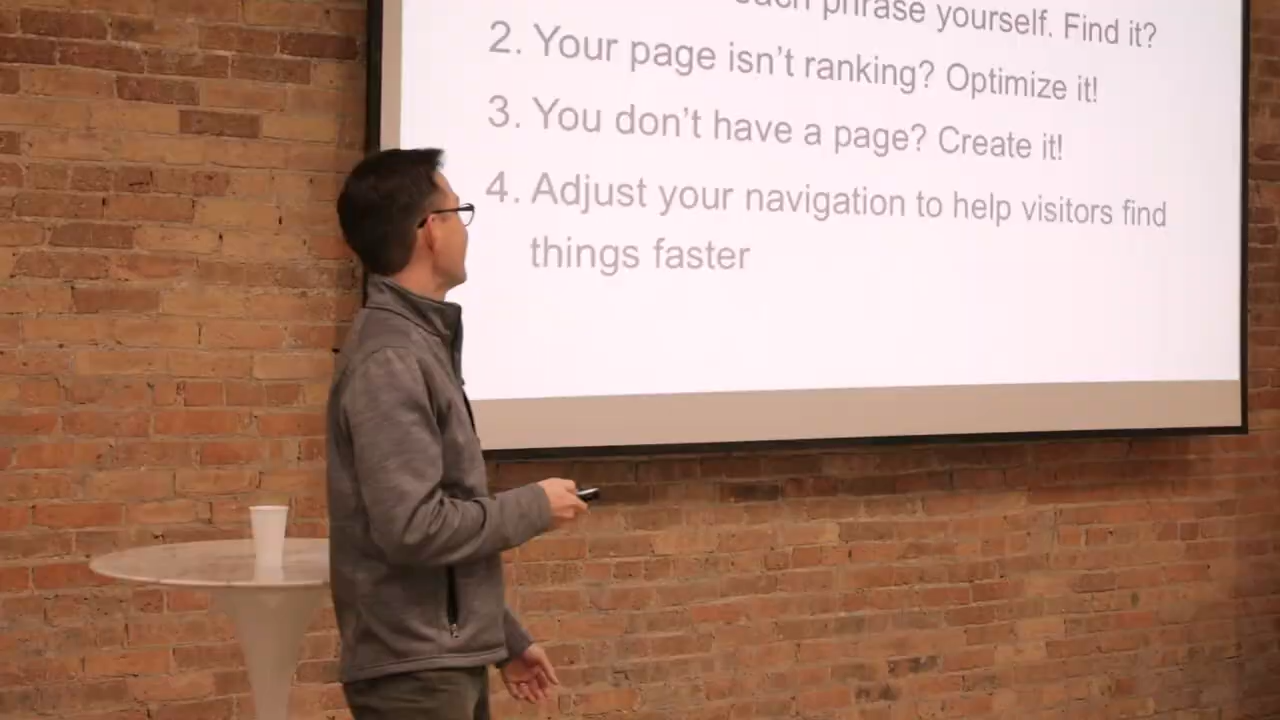 phrase yourself. Find it?
2. Your page isn't ranking? Optimize it!
3. You don't have a page? Create it!
4. Adjust your navigation to help visitors find
things faster